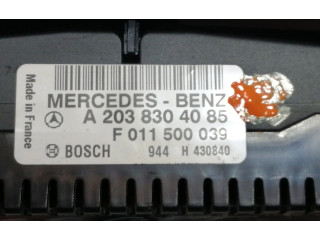 Made in France
MERCEDES - BENZ
A 203 830 40 85
F 011 500 039
BOSCH 944 H 430840